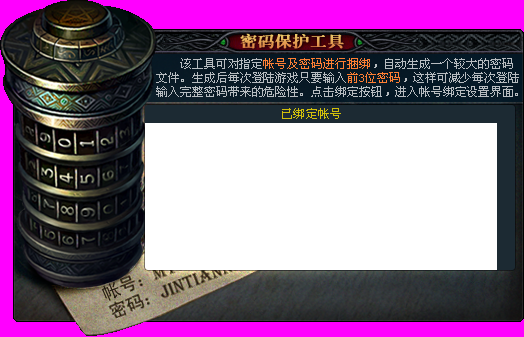 密码保护工具
该工具可对指定帐号及密码进行捆绑，自动生成一个较大的密码
文件。生成后每次登陆游戏只要输入前3位密码，这样可减少每次登陆
输入完整密码带来的危险性。点击绑定按钮，进入帐号绑定设置界面。
已绑定帐号
帐号：
密码：JINTIAN